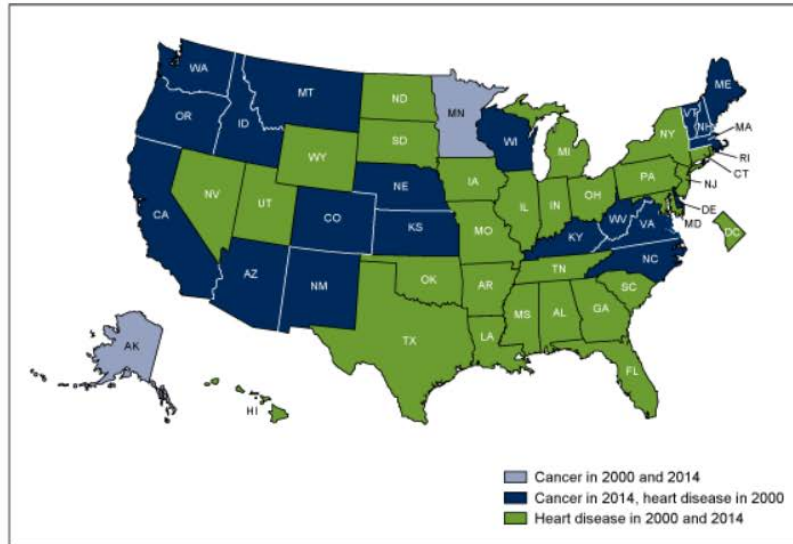 WA
MT
ND
MN
ME
VT
NH
OR
ID
SD
WI
MI
NY
MA
RI
CT
WY
IA
PA
NJ
NE
NV
UT
IL
IN
OH
DE
MD
CA
CO
KS
MO
KY
WV
VA
DC
AZ
NM
OK
AR
TN
NC
SC
MS
AL
GA
TX
LA
FL
AK
HI
Cancer in 2000 and 2014
Cancer in 2014, heart disease in 2000
Heart disease in 2000 and 2014